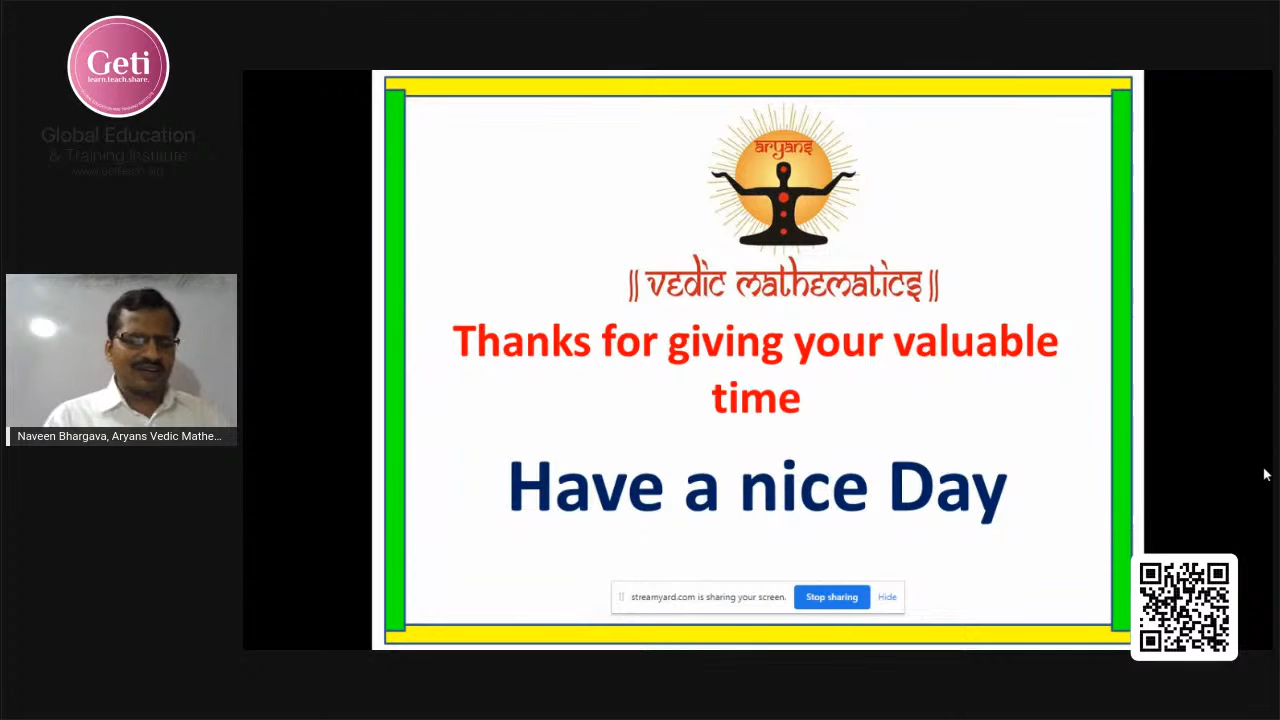 Geti
learn.teach.share.
Global Education
& Training Institute
aryans
|| vedic mathematics ||
Thanks for giving your valuable
time
Have a nice Day
Naveen Bhargava, Aryans Vedic Mathe...
streamyard.com is sharing your screen.
Stop sharing
Hide